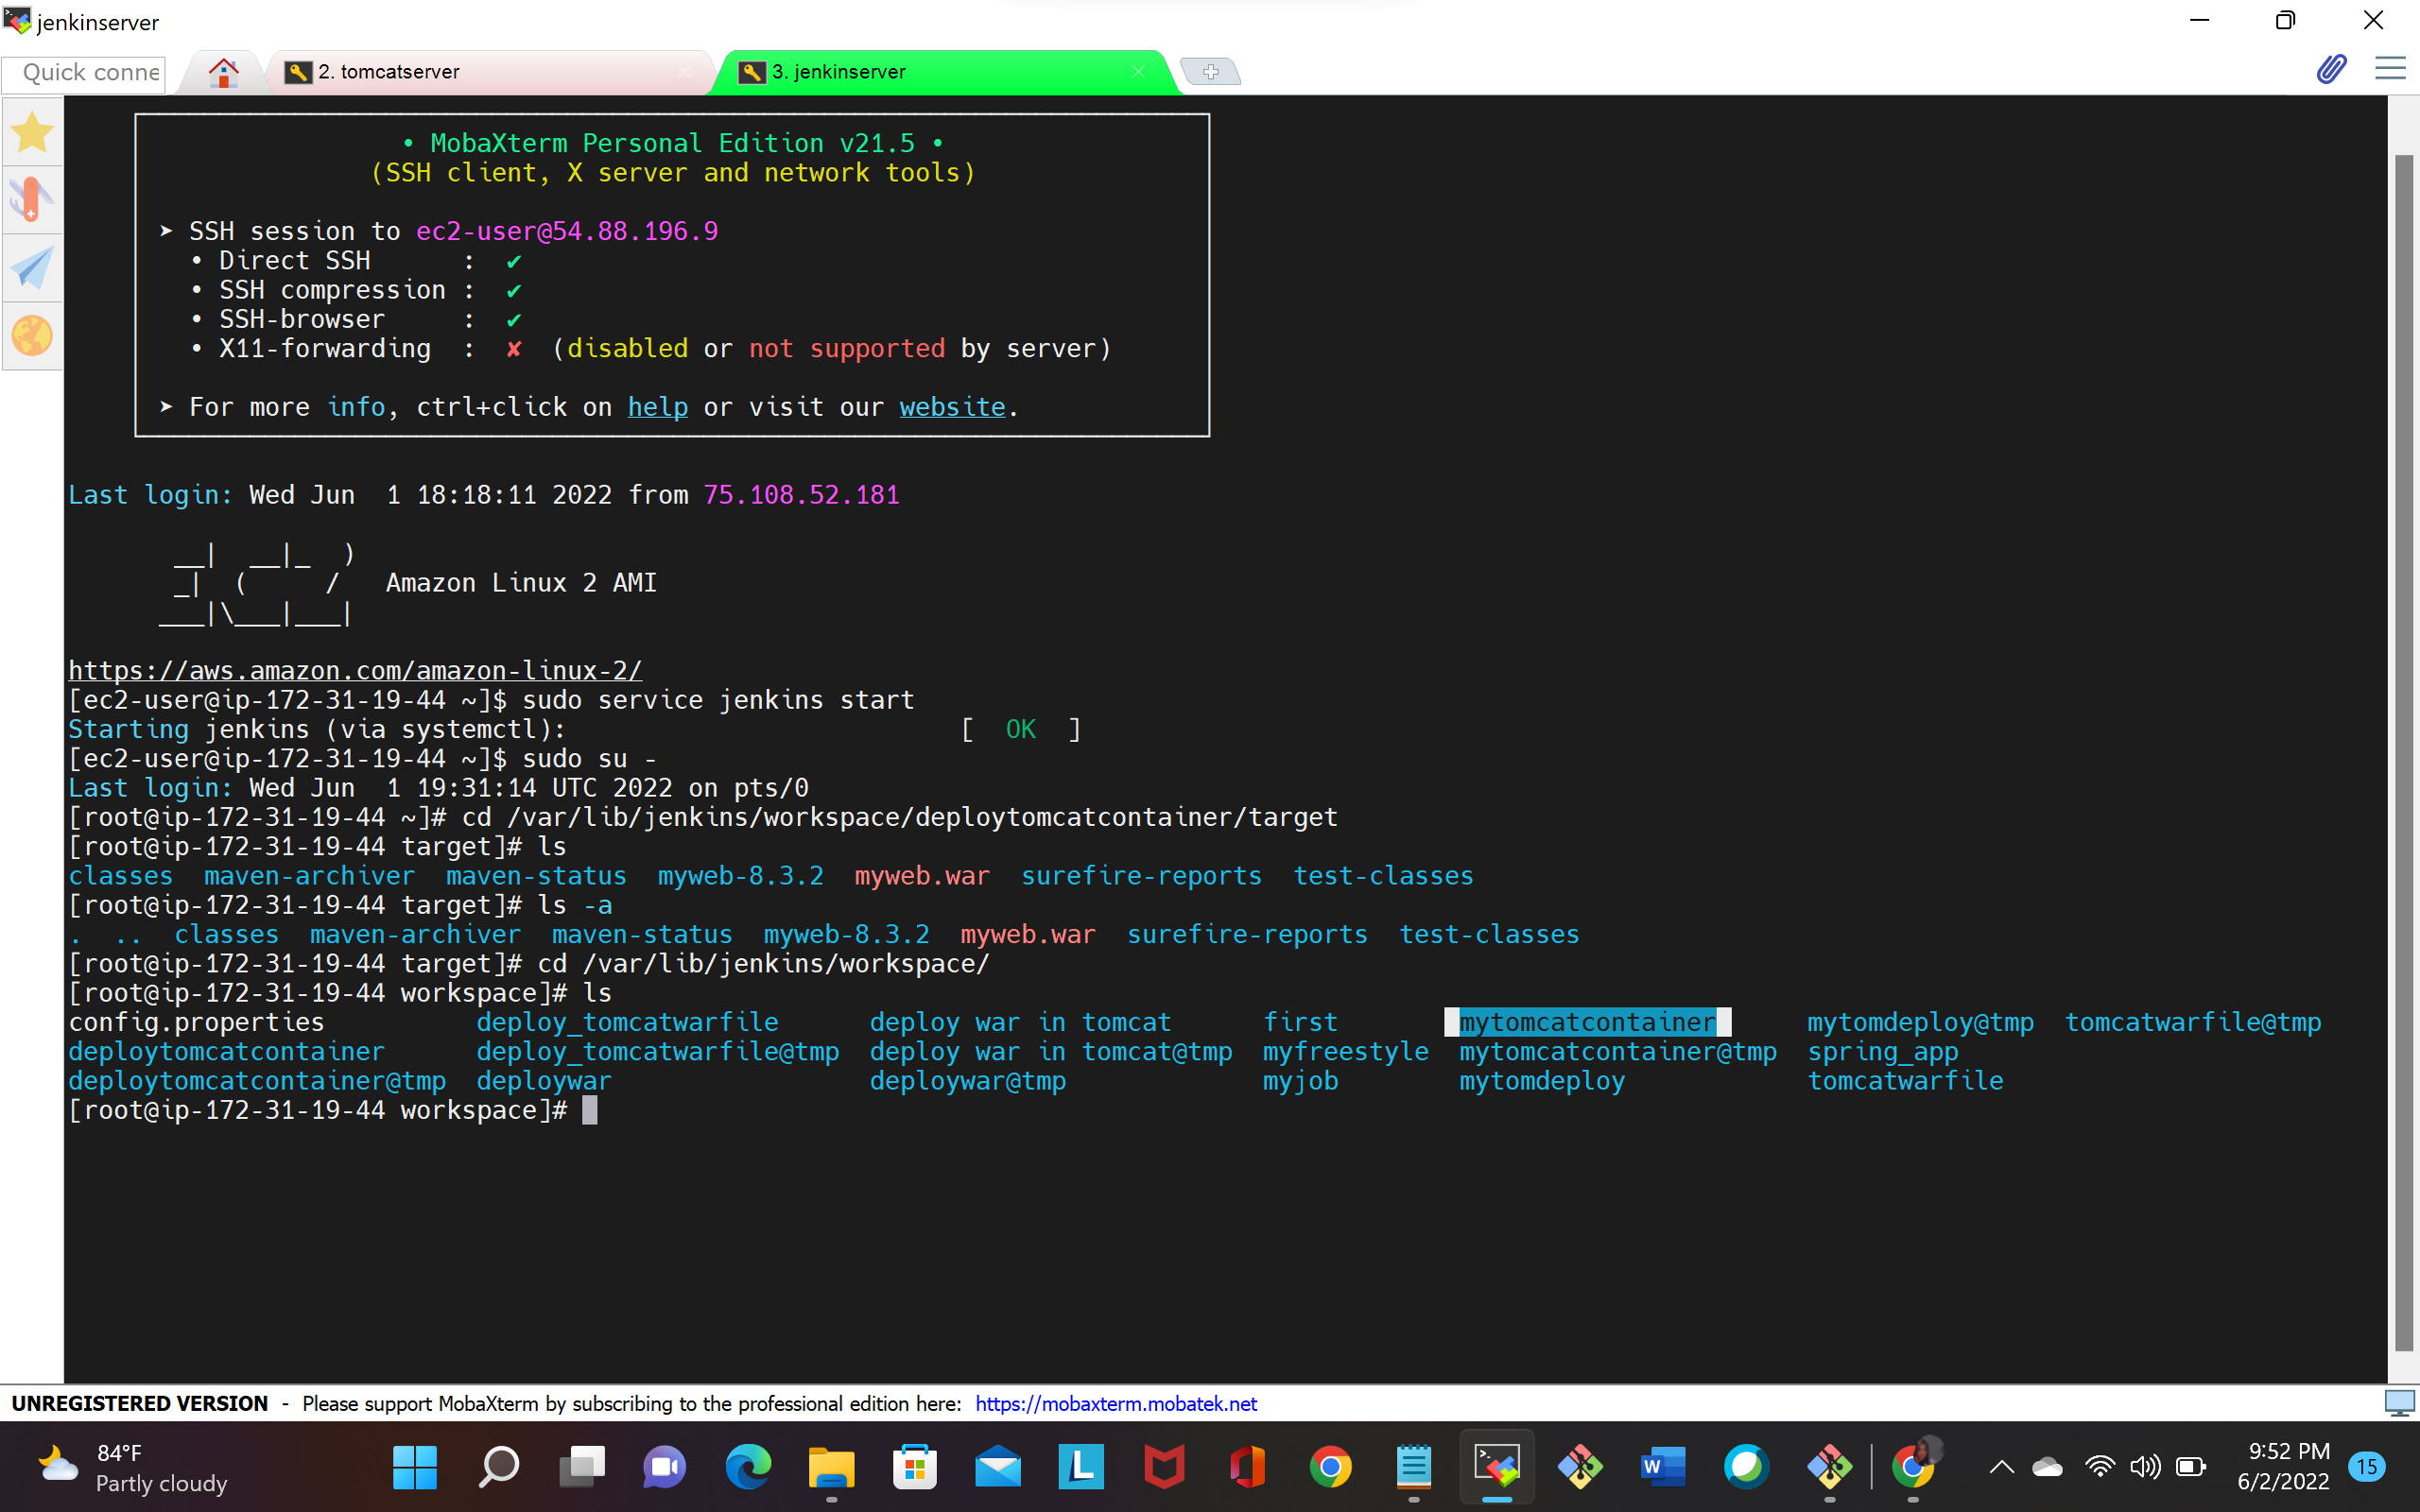 jenkinserver
Quick conne
2. tomcatserver
3. jenkinserver
• MobaXterm Personal Edition v21.5 •
(SSH client, X server and network tools)
➤ SSH session to ec2-user@54.88.196.9
• Direct SSH : ✔
• SSH compression : ✔
• SSH-browser : ✔
• X11-forwarding : ✘ (disabled or not supported by server)
➤ For more info, ctrl+click on help or visit our website.
Last login: Wed Jun 1 18:18:11 2022 from 75.108.52.181
__| __|_ )
_| ( / Amazon Linux 2 AMI
___|\___|___|
https://aws.amazon.com/amazon-linux-2/
[ec2-user@ip-172-31-19-44 ~]$ sudo service jenkins start
Starting jenkins (via systemctl): [ OK ]
[ec2-user@ip-172-31-19-44 ~]$ sudo su -
Last login: Wed Jun 1 19:31:14 UTC 2022 on pts/0
[root@ip-172-31-19-44 ~]# cd /var/lib/jenkins/workspace/deploytomcatcontainer/target
[root@ip-172-31-19-44 target]# ls
classes maven-archiver maven-status myweb-8.3.2 myweb.war surefire-reports test-classes
[root@ip-172-31-19-44 target]# ls -a
. .. classes maven-archiver maven-status myweb-8.3.2 myweb.war surefire-reports test-classes
[root@ip-172-31-19-44 target]# cd /var/lib/jenkins/workspace/
[root@ip-172-31-19-44 workspace]# ls
config.properties deploy_tomcatwarfile deploy war in tomcat first mytomcatcontainer mytomdeploy@tmp tomcatwarfile@tmp
deploytomcatcontainer deploy_tomcatwarfile@tmp deploy war in tomcat@tmp myfreestyle mytomcatcontainer@tmp spring_app
deploytomcatcontainer@tmp deploywar deploywar@tmp myjob mytomdeploy tomcatwarfile
[root@ip-172-31-19-44 workspace]#
UNREGISTERED VERSION - Please support MobaXterm by subscribing to the professional edition here: https://mobaxterm.mobatek.net
84°F
Partly cloudy
L
W
9:52 PM
6/2/2022
15